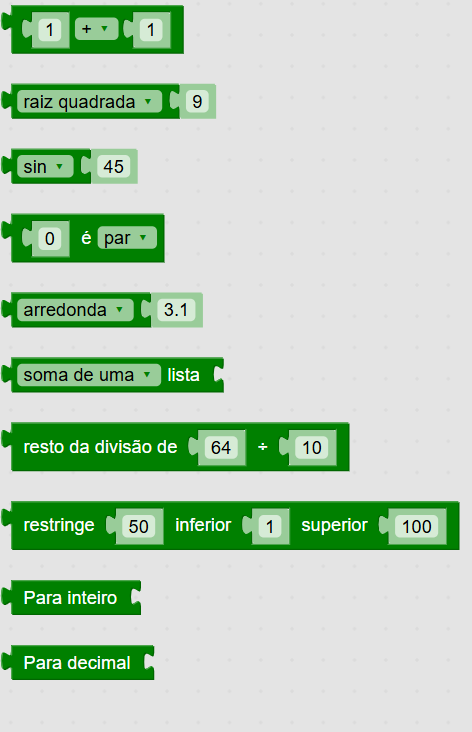 1 + 1
raiz quadrada 9
sin 45
0 é par
arredonda 3.1
soma de uma lista
resto da divisão de 64 ÷ 10
restringe 50 inferior 1 superior 100
Para inteiro
Para decimal